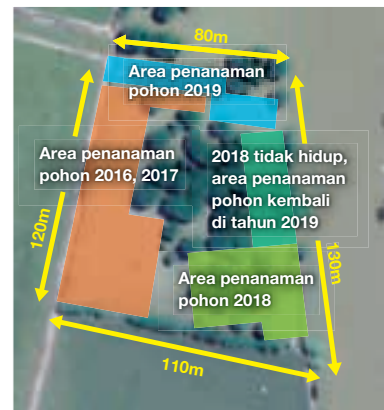 80m
Area penanaman
pohon 2019
Area penanaman
pohon 2016, 2017
2018 tidak hidup,
area penanaman
pohon kembali
di tahun 2019
120m
130m
Area penanaman
pohon 2018
110m